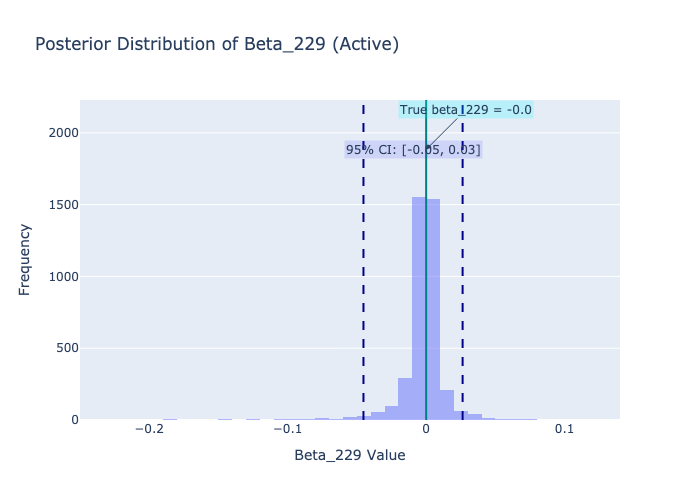 Posterior Distribution of Beta_229 (Active)
True beta_229 = -0.0
95% CI: [-0.05, 0.03]
2000
1500
1000
500
0
Frequency
−0.2
−0.1
0
0.1
Beta_229 Value